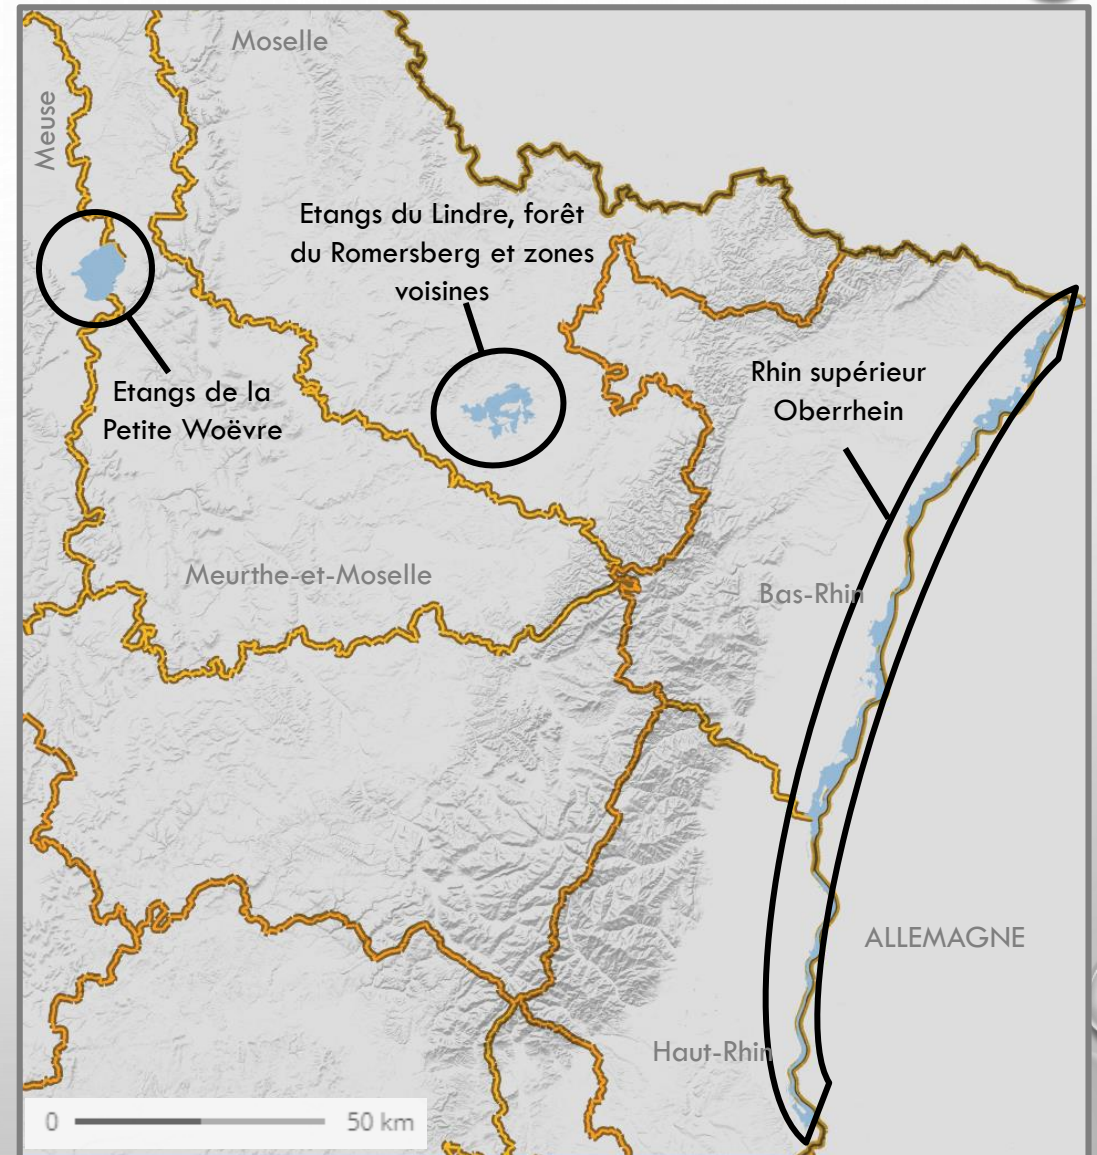 Moselle
Meuse
Etangs du Lindre, forêt
du Romersberg et zones
voisines
Etangs de la
Petite Woëvre
Rhin supérieur
Oberrhein
Meurthe-et-Moselle
Bas-Rhin
ALLEMAGNE
Haut-Rhin
0 50 km